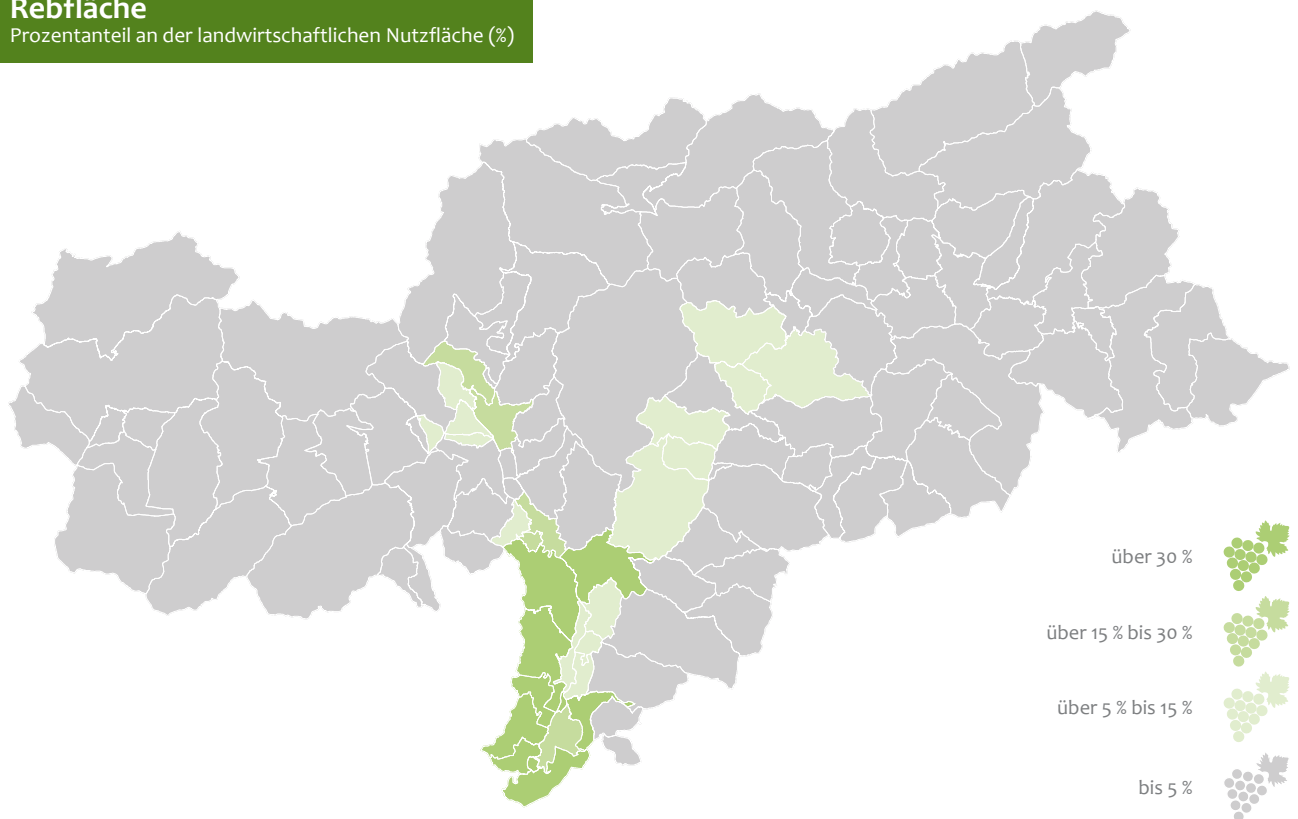 Rebfläche
Prozentanteil an der landwirtschaftlichen Nutzfläche (%)
über 30 %
über 15 % bis 30 %
über 5 % bis 15 %
bis 5 %